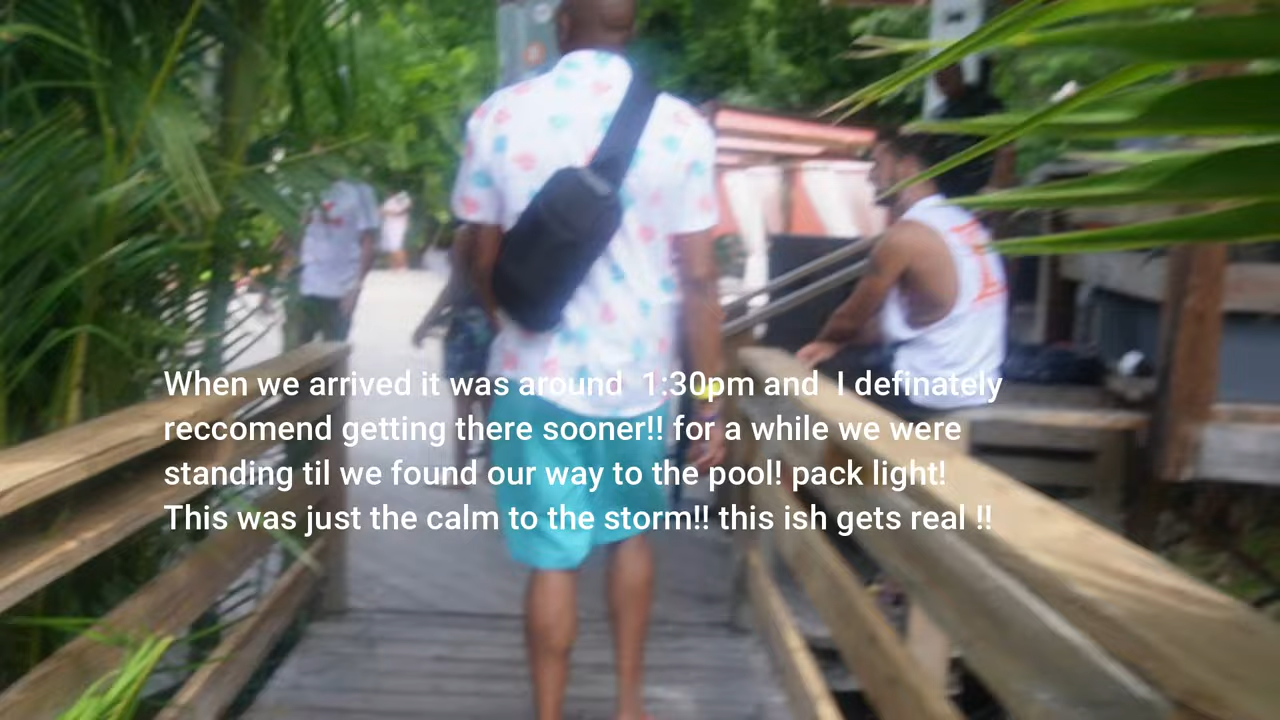 When we arrived it was around  1:30pm and  I definately
reccomend getting there sooner!! for a while we were
standing til we found our way to the pool! pack light!
This was just the calm to the storm!! this ish gets real !!